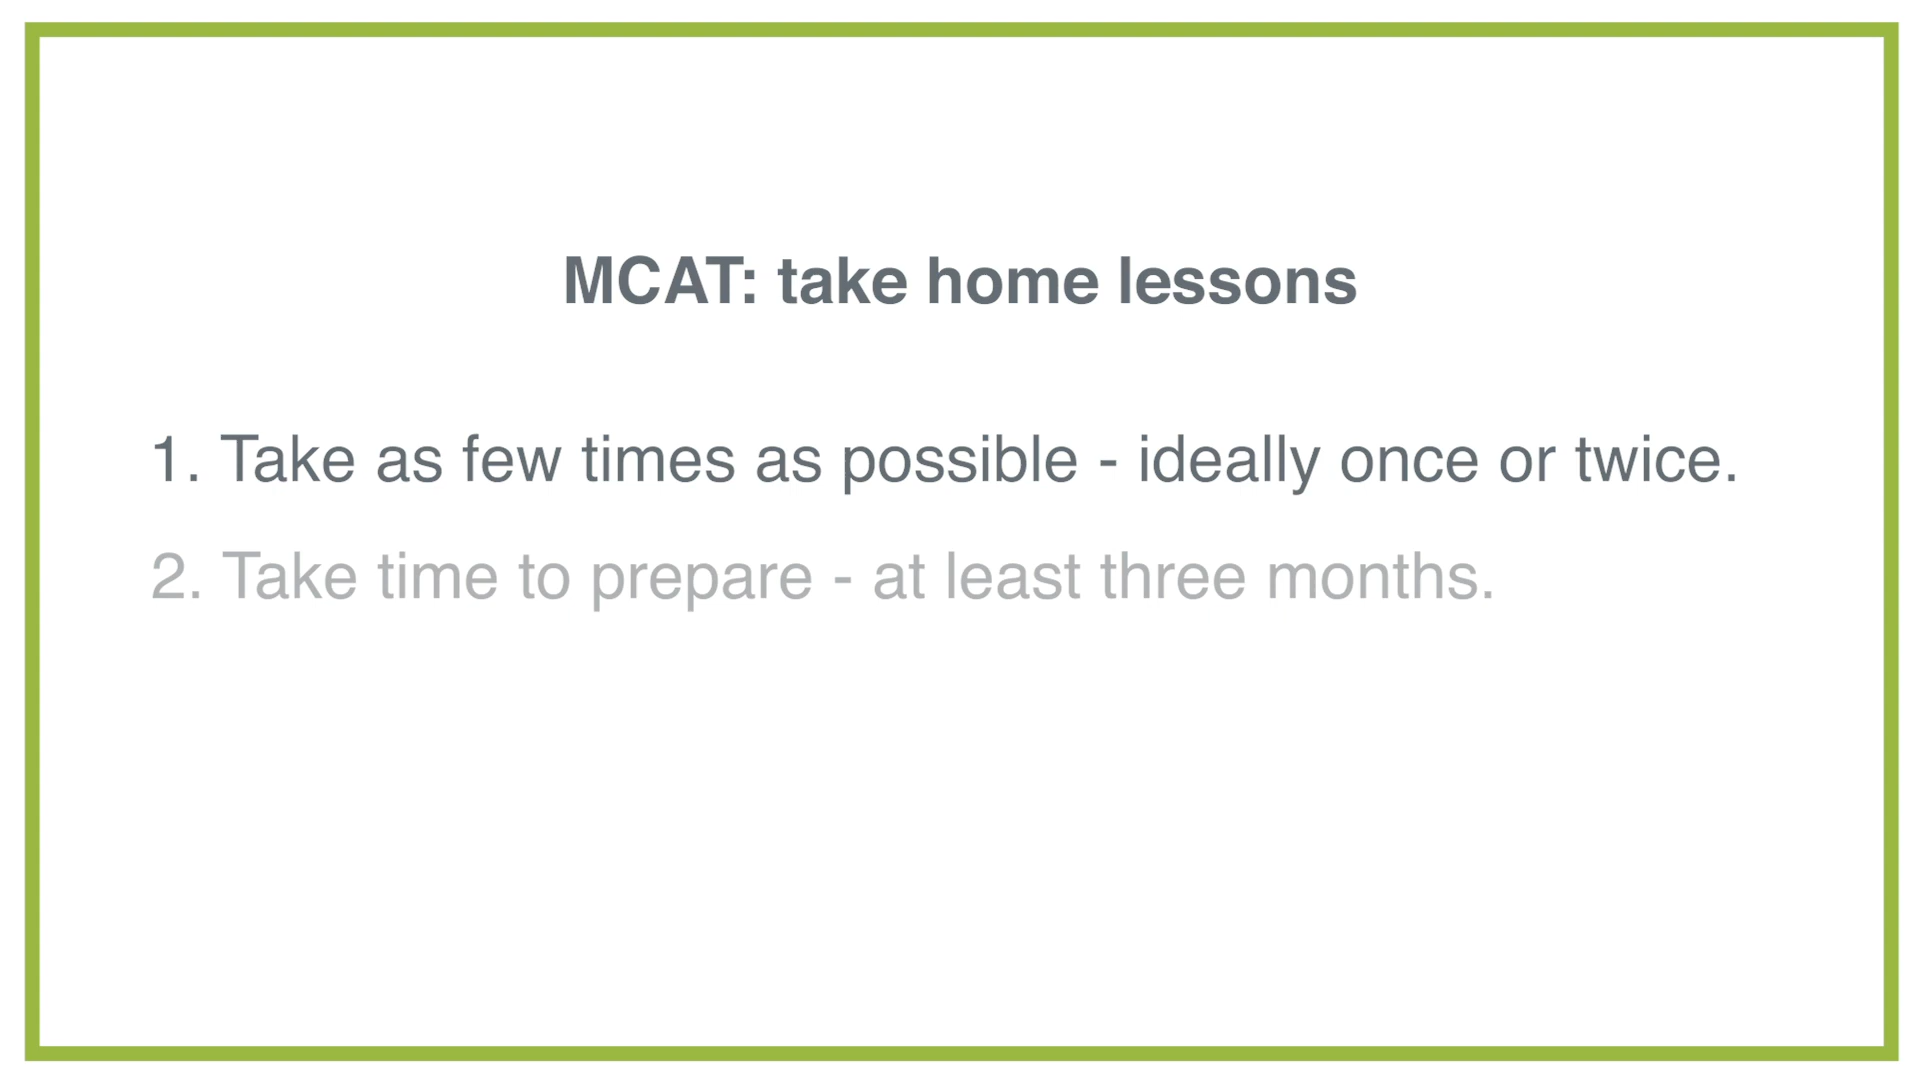 MCAT: take home lessons
1. Take as few times as possible - ideally once or twice.
2. Take time to prepare - at least three months.